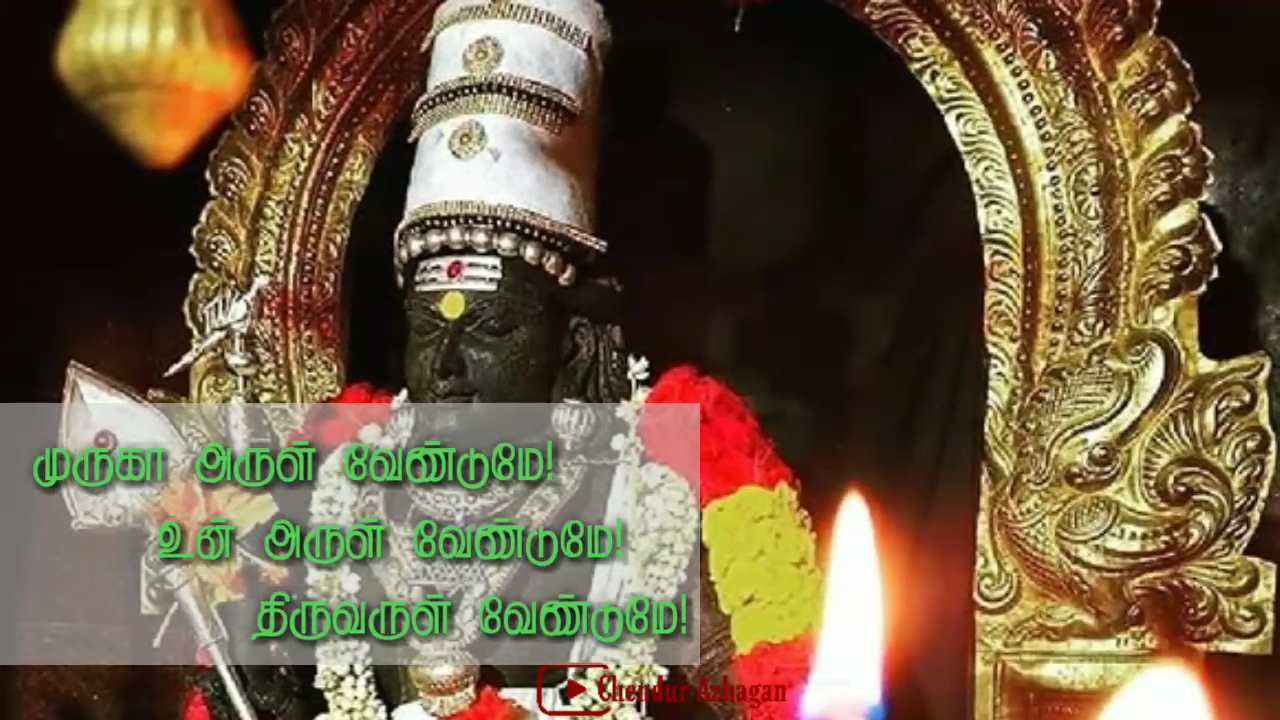 முருகா அருள் வேண்டுமே!
உன் அருள் வேண்டுமே!
திருவருள் வேண்டுமே!
Chendur Azhagan